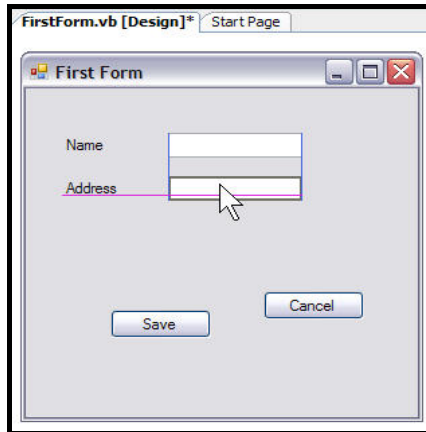 FirstForm.vb [Design]* Start Page
First Form
Name
Address
Cancel
Save